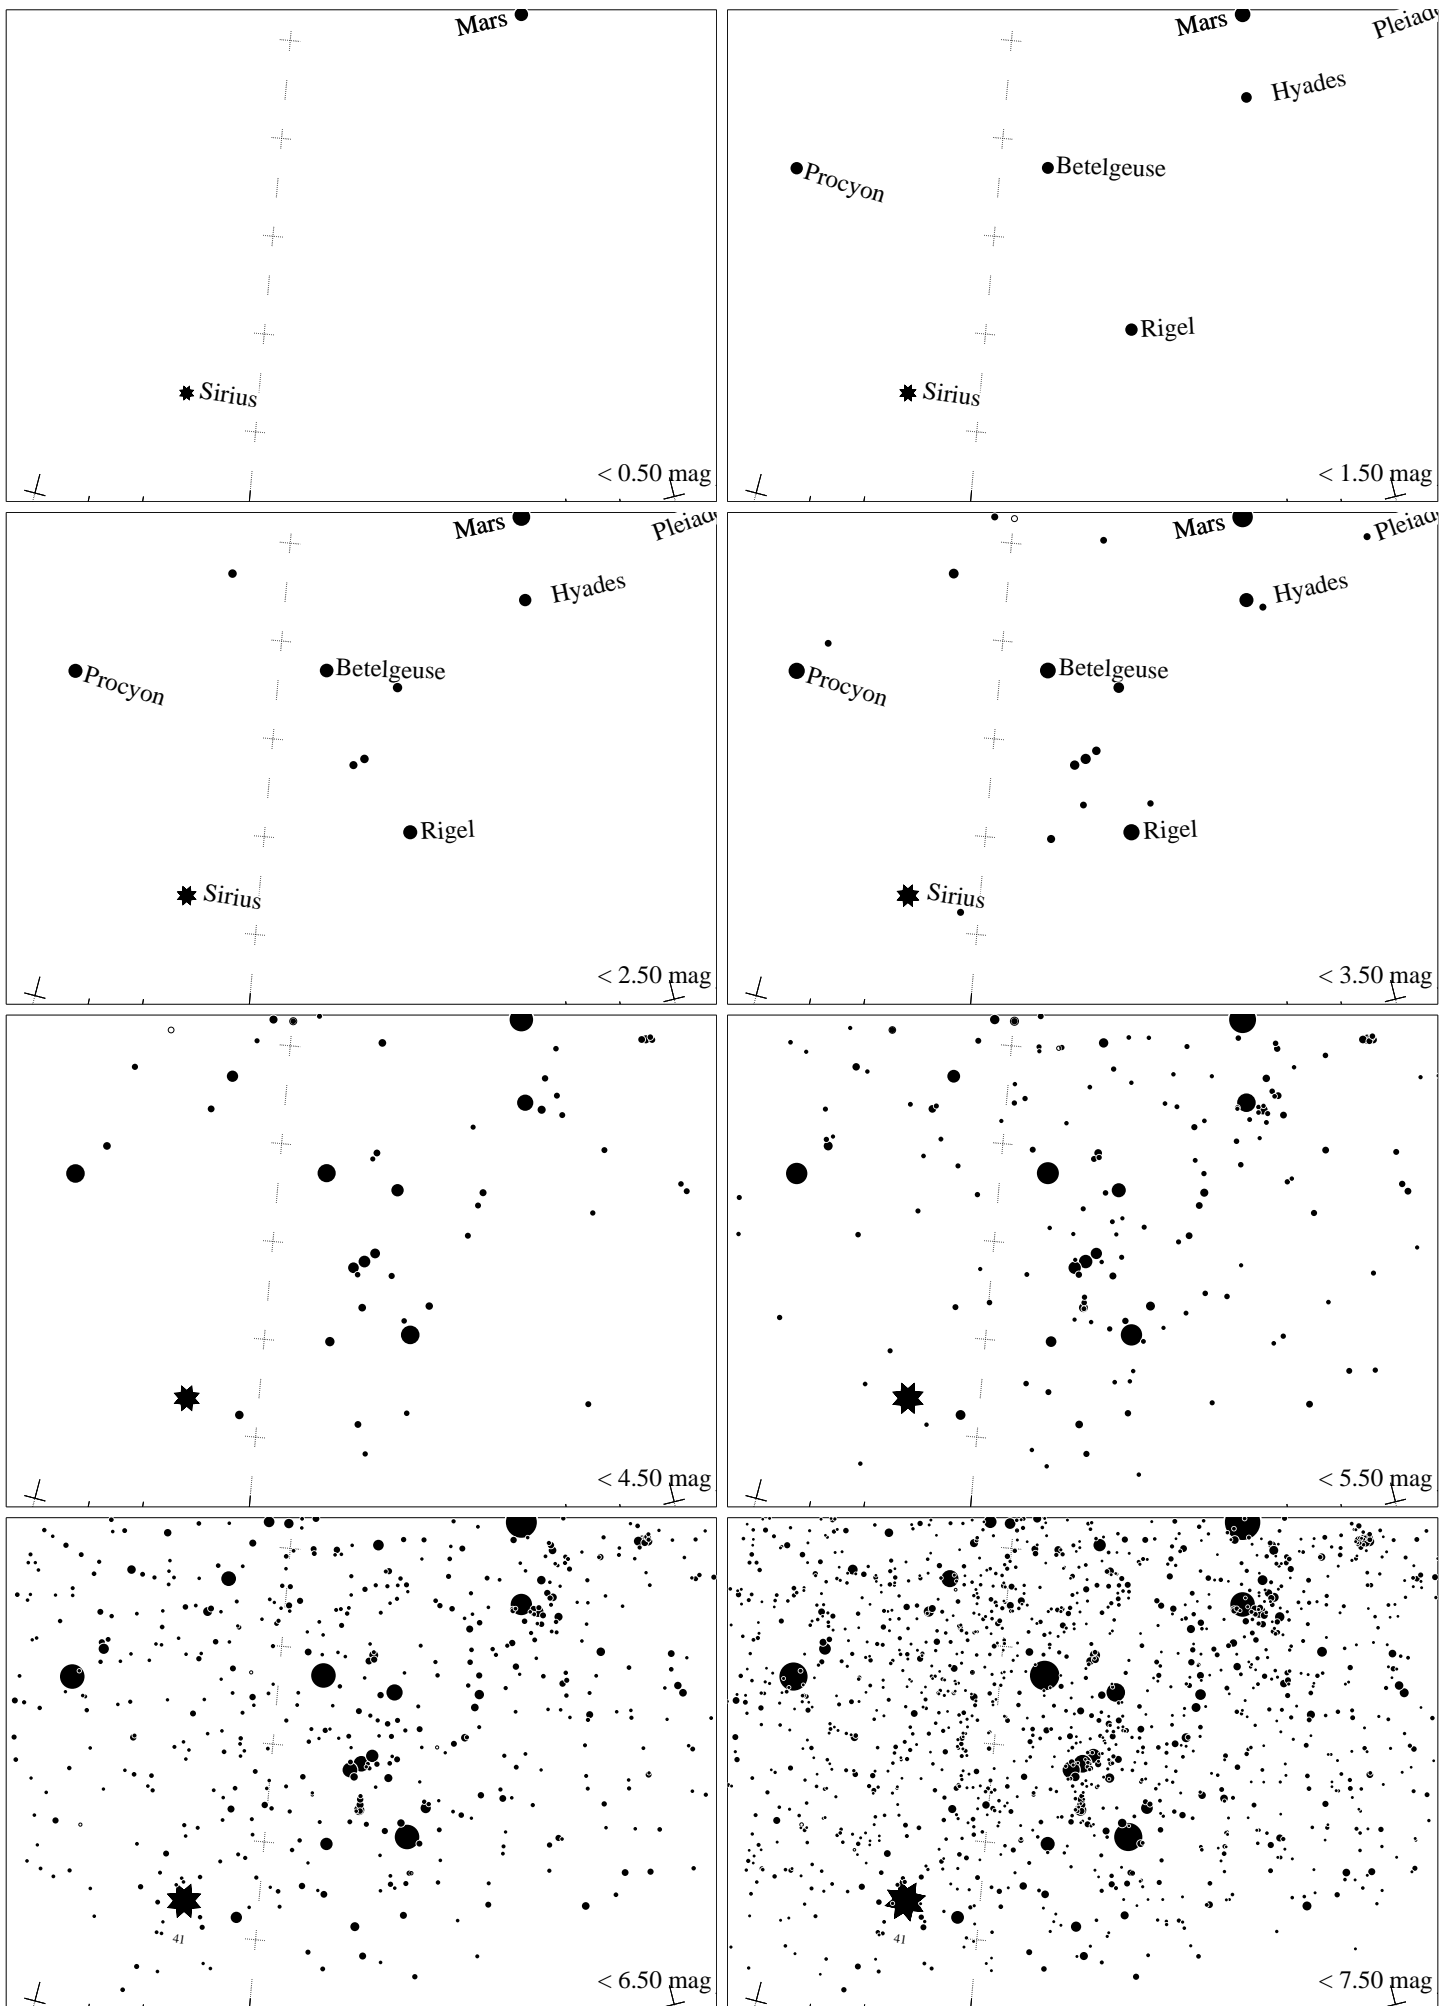 Mars
Sirius
< 0.50 mag
Mars
Pleiad
Hyades
Procyon
Betelgeuse
Rigel
Sirius
< 1.50 mag
Mars
Pleiad
Hyades
Procyon
Betelgeuse
Rigel
Sirius
< 2.50 mag
Mars
Pleiad
Hyades
Procyon
Betelgeuse
Rigel
Sirius
< 3.50 mag
< 4.50 mag
< 5.50 mag
41
< 6.50 mag
41
< 7.50 mag